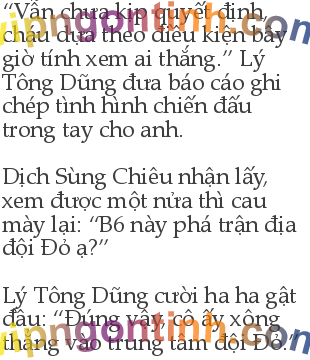 “Vẫn chưa kịp quyết định
cháu  dựa theo điều kiện bây
giờ tính xem ai thắng.” Lý
Tông Dũng đưa báo cáo ghi
chép tình hình chiến đấu
trong tay cho anh.
Dịch Sùng Chiêu nhận lấy,
xem được một nửa thì cau
mày lại: “B6 này phá trận địa
đội Đỏ ạ?”
Lý Tông Dũng cười ha ha gật
đầu: “Đúng vậy, cô ấy xông
thẳng vào trung tâm đội Đỏ.”
vipngontinh.com
vipngontinh.com